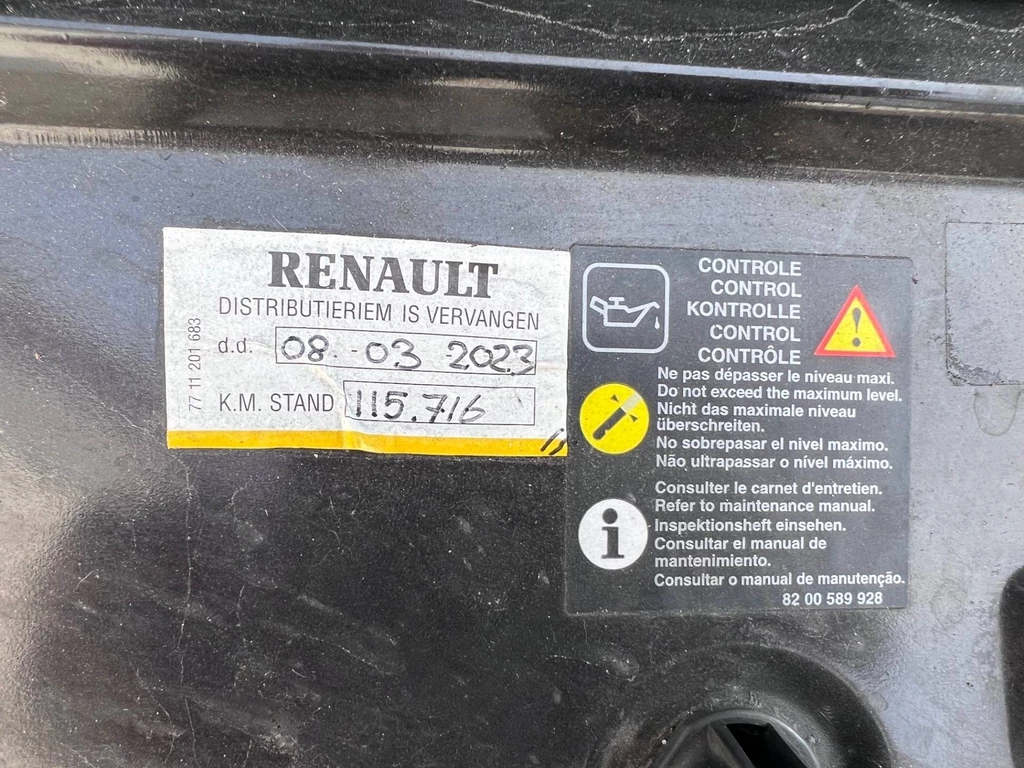 RENAULT
DISTRIBUTIERIEM IS VERVANGEN
d.d. 08.-03 2023
K.M. STAND 115.716
77 11 201 683
CONTROLE
CONTROL
KONTROLLE
CONTROL
CONTRÔLE
Ne pas dépasser le niveau maxi.
Do not exceed the maximum level.
Nicht das maximale niveau
überschreiten.
No sobrepasar el nivel maximo.
Não ultrapassar o nível máximo.
Consulter le carnet d'entretien.
Refer to maintenance manual.
Inspektionsheft einsehen.
Consultar el manual de
mantenimiento.
Consultar o manual de manutenção.
82 00 589 928